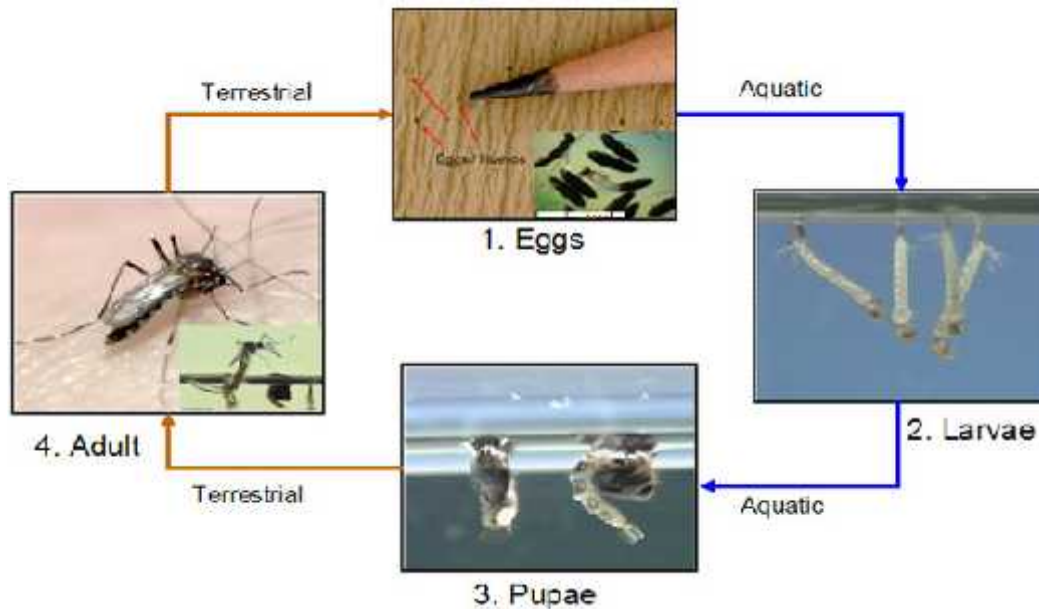 Terrestrial
Aquatic
1. Eggs
4. Adult
2. Larvae
Terrestrial
Aquatic
3. Pupae